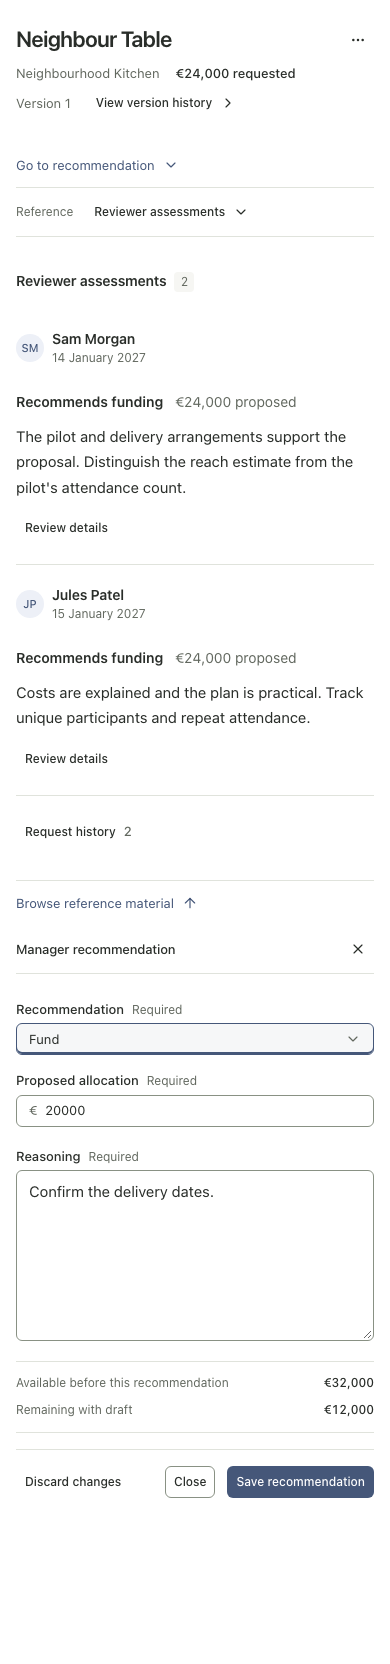 Neighbour Table
Neighbourhood Kitchen €24,000 requested
Version 1 View version history
Go to recommendation
Reference Reviewer assessments
Reviewer assessments 2
SM Sam Morgan
14 January 2027
Recommends funding €24,000 proposed
The pilot and delivery arrangements support the
proposal. Distinguish the reach estimate from the
pilot's attendance count.
Review details
JP Jules Patel
15 January 2027
Recommends funding €24,000 proposed
Costs are explained and the plan is practical. Track
unique participants and repeat attendance.
Review details
Request history 2
Browse reference material
Manager recommendation
Recommendation Required
Fund
Proposed allocation Required
€ 20000
Reasoning Required
Confirm the delivery dates.
Available before this recommendation €32,000
Remaining with draft €12,000
Discard changes Close Save recommendation